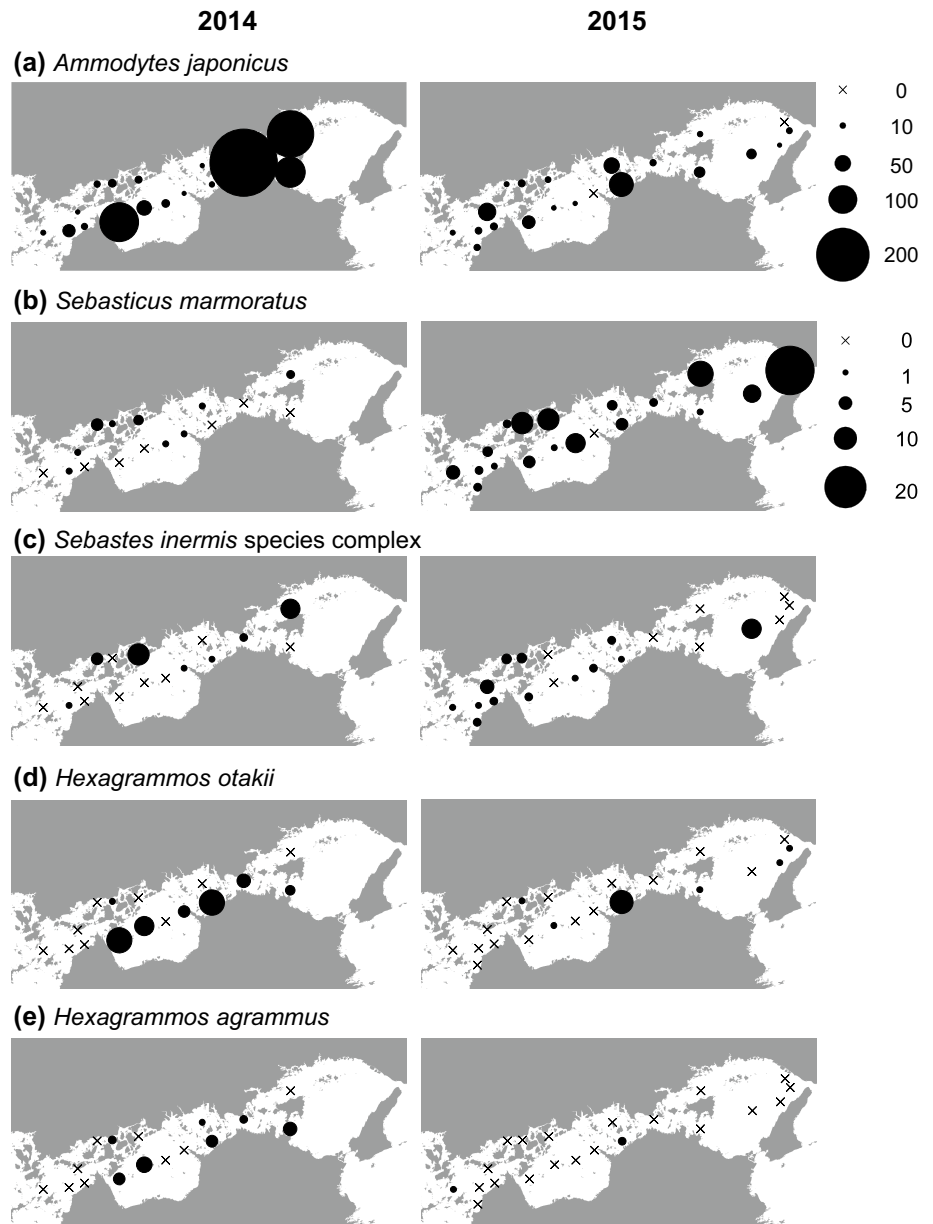 2014 2015
(a) Ammodytes japonicus
0
10
50
100
200
(b) Sebasticus marmoratus
0
1
5
10
20
(c) Sebastes inermis species complex
(d) Hexagrammos otakii
(e) Hexagrammos agrammus